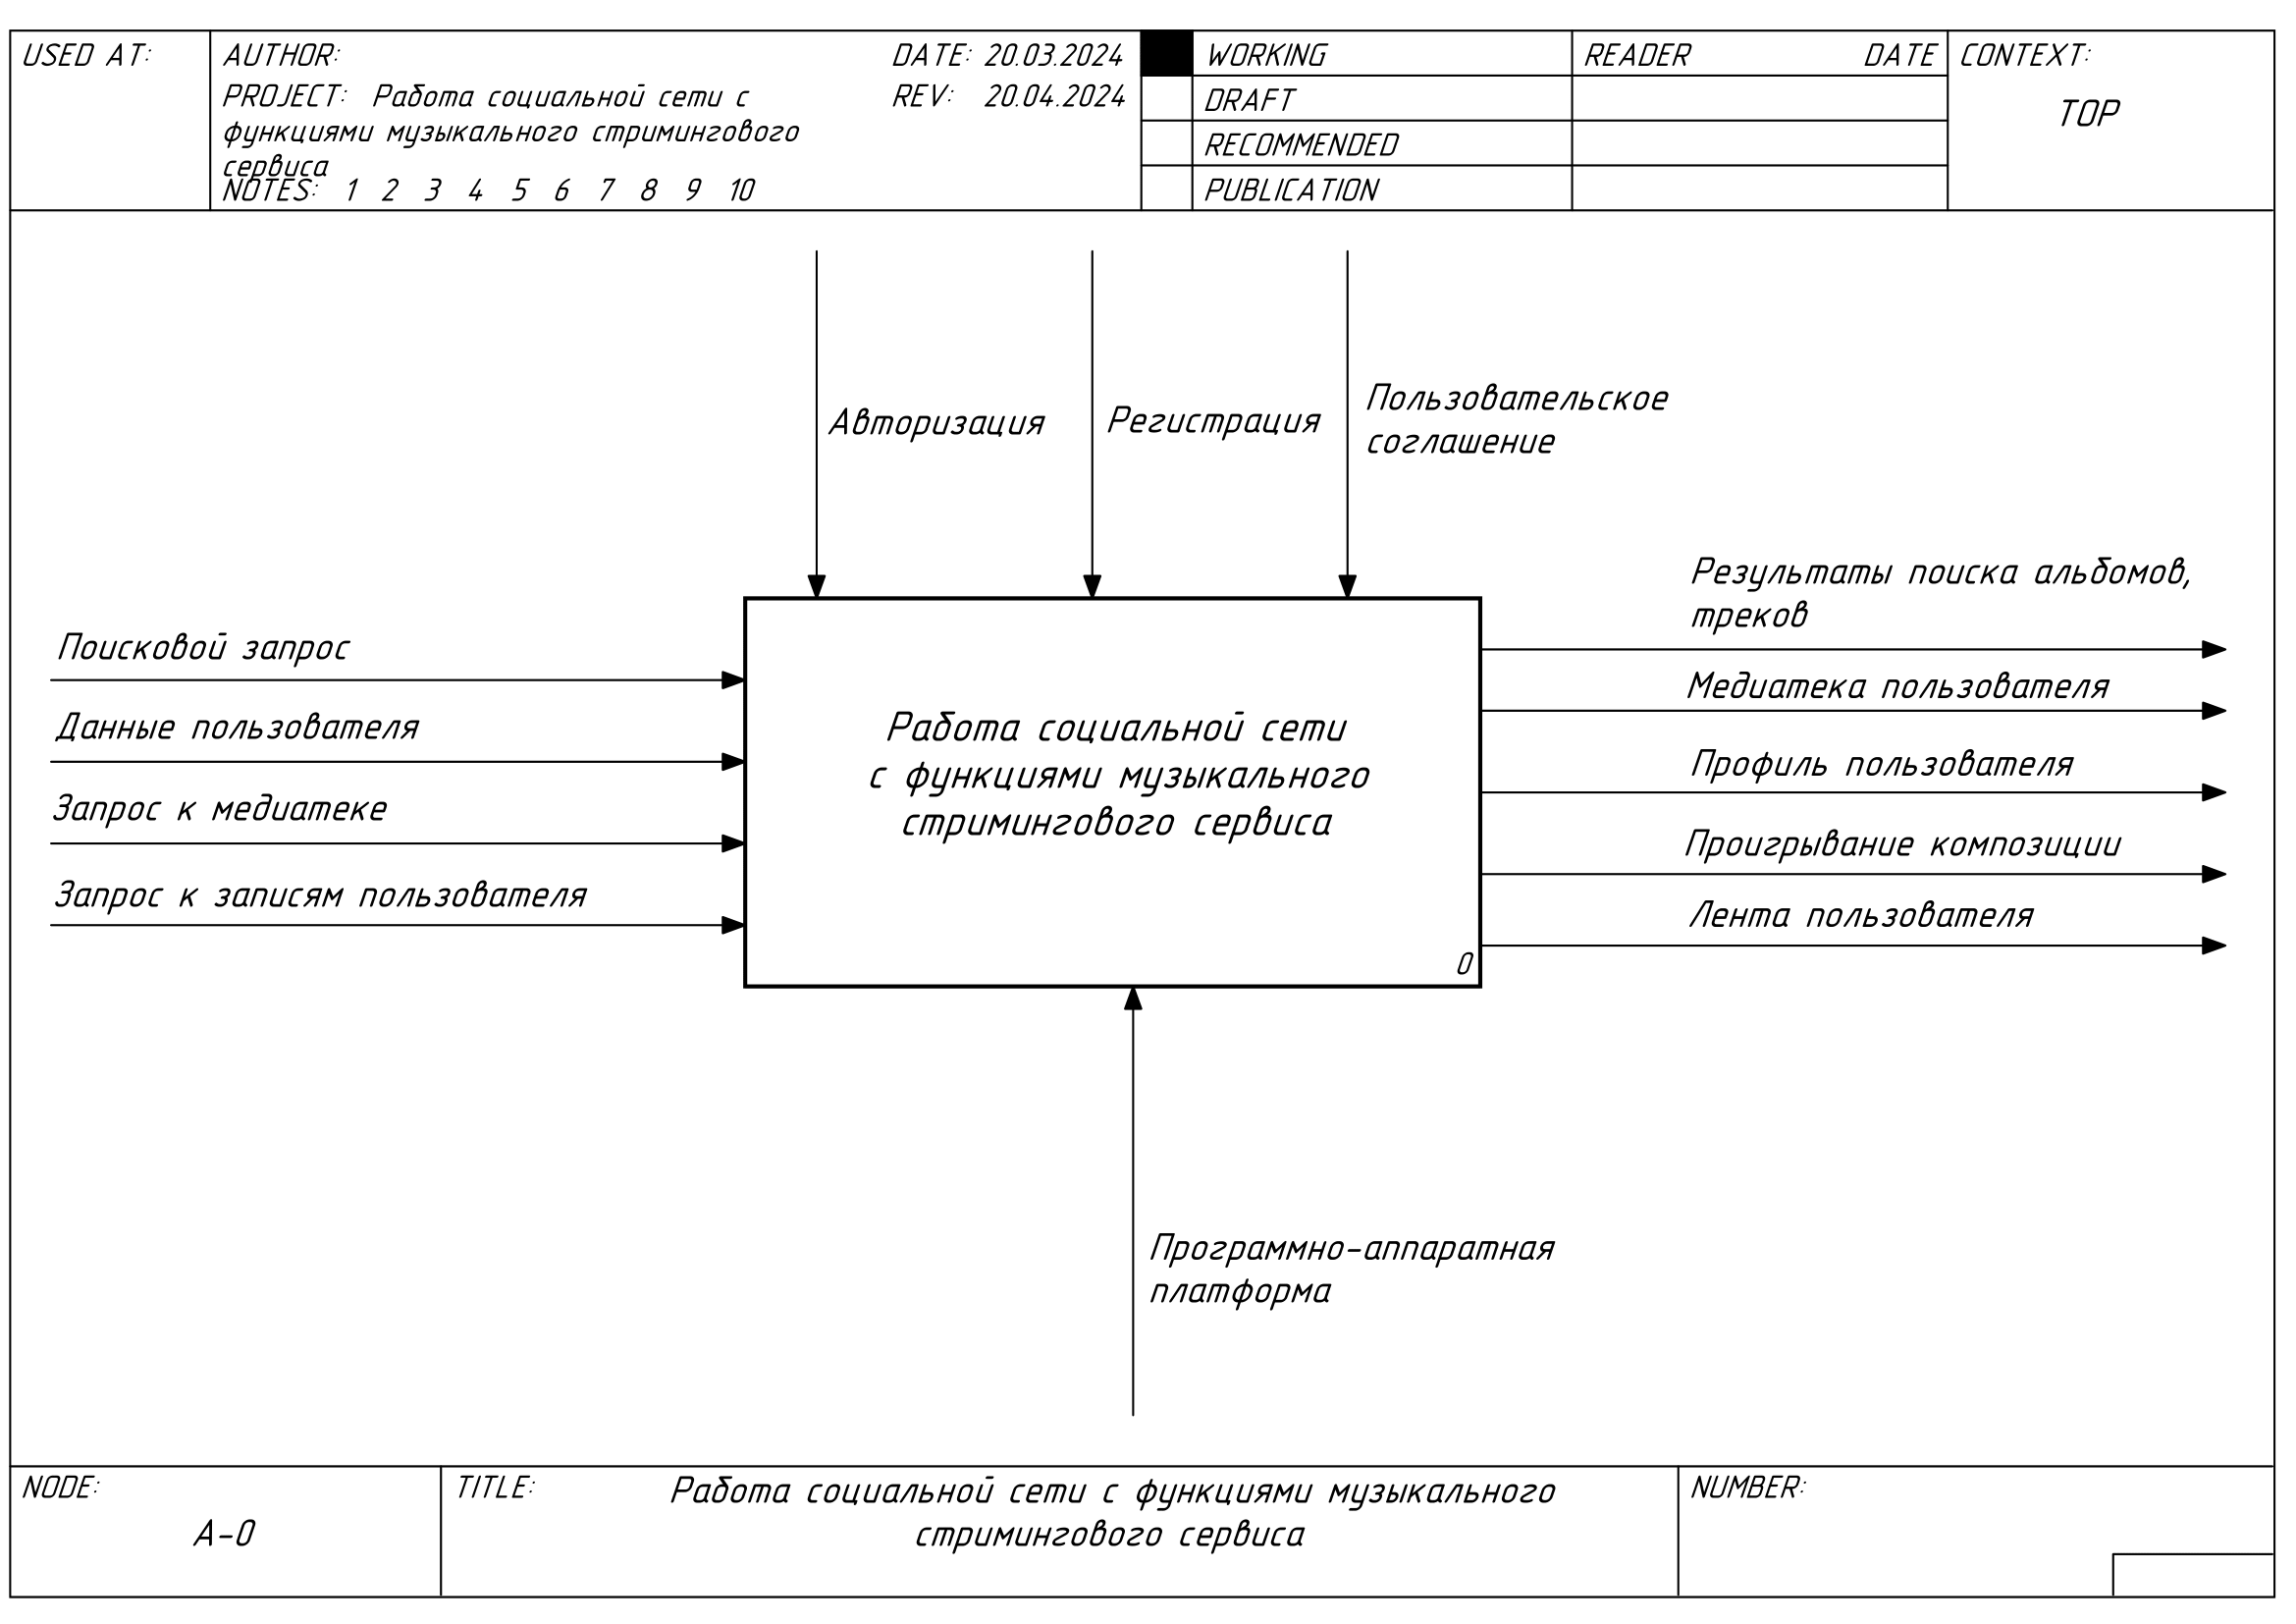 USED AT:
AUTHOR:
DATE: 20.03.2024
PROJECT: Работа социальной сети с
функциями музыкального стримингового
сервиса
REV: 20.04.2024
NOTES: 1 2 3 4 5 6 7 8 9 10
WORKING
DRAFT
RECOMMENDED
PUBLICATION
READER DATE
CONTEXT:
TOP
Авторизация
Регистрация
Пользовательское
соглашение
Поисковой запрос
Данные пользователя
Запрос к медиатеке
Запрос к записям пользователя
Работа социальной сети
с функциями музыкального
стримингового сервиса
0
Результаты поиска альбомов,
треков
Медиатека пользователя
Профиль пользователя
Проигрывание композиции
Лента пользователя
Программно-аппаратная
платформа
NODE:
A-0
TITLE:
Работа социальной сети с функциями музыкального
стримингового сервиса
NUMBER: